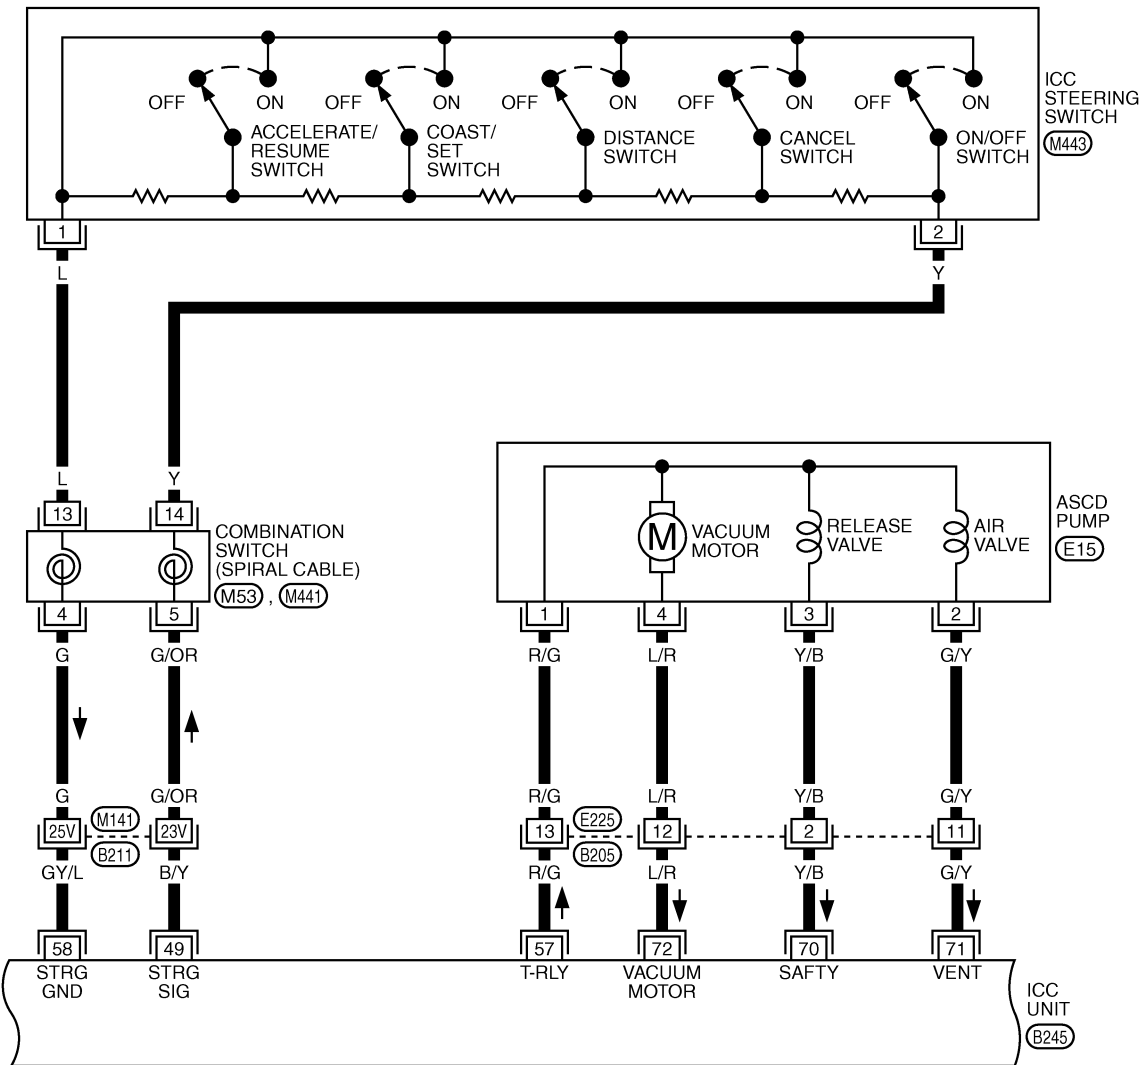 ICC
STEERING
SWITCH
M443
OFF ON
OFF ON
OFF ON
OFF ON
OFF ON
ACCELERATE/
RESUME
SWITCH
COAST/
SET
SWITCH
DISTANCE
SWITCH
CANCEL
SWITCH
ON/OFF
SWITCH
1 2
L Y
L Y
13 14
COMBINATION
SWITCH
(SPIRAL CABLE)
M53 , M441
4 5
G G/OR
G G/OR
25V 23V
M141
B211
GY/L B/Y
58 49
STRG
GND
STRG
SIG
ASCD
PUMP
E15
M
VACUUM
MOTOR
RELEASE
VALVE
AIR
VALVE
1 4 3 2
R/G L/R Y/B G/Y
R/G L/R Y/B G/Y
13 12 2 11
E225
B205
R/G L/R Y/B G/Y
57 72 70 71
T-RLY
VACUUM
MOTOR
SAFTY
VENT
ICC
UNIT
B245